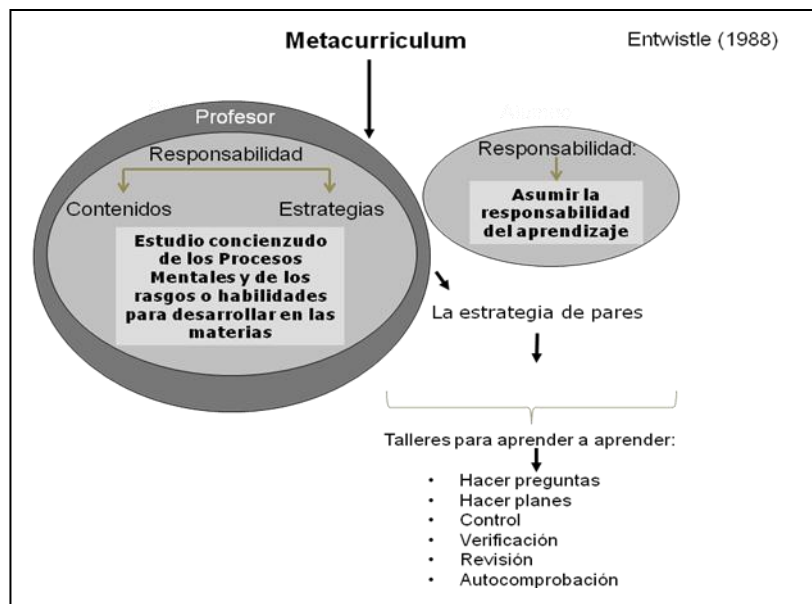 Metacurriculum
Entwistle (1988)
Profesor
Responsabilidad
Contenidos
Estrategias
Estudio concienzudo
de los Procesos
Mentales y de los
rasgos o habilidades
para desarrollar en las
materias
Responsabilidad:
Asumir la
responsabilidad
del aprendizaje
La estrategia de pares
Talleres para aprender a aprender:
• Hacer preguntas
• Hacer planes
• Control
• Verificación
• Revisión
• Autocomprobación